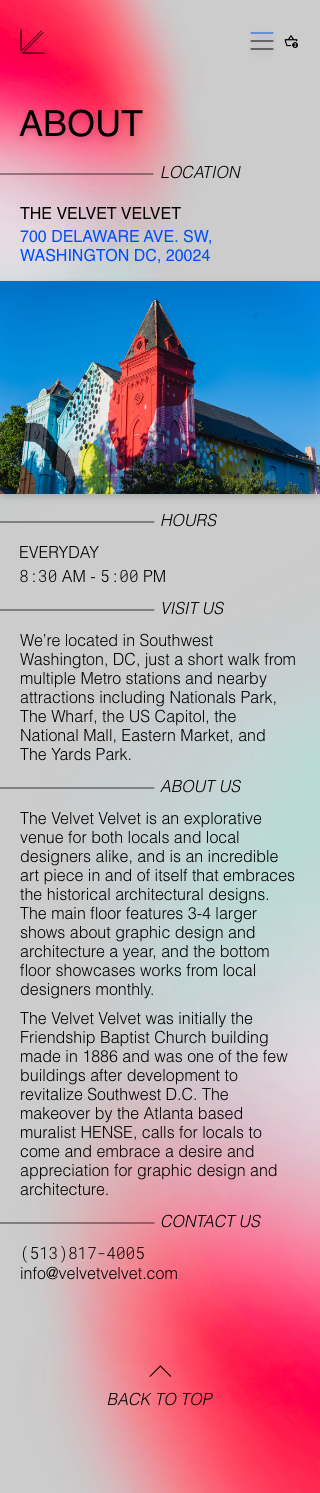 ABOUT
LOCATION
THE VELVET VELVET
700 DELAWARE AVE. SW,
WASHINGTON DC, 20024
HOURS
EVERYDAY
8:30 AM - 5:00 PM
VISIT US
We're located in Southwest
Washington, DC, just a short walk from
multiple Metro stations and nearby
attractions including Nationals Park,
The Wharf, the US Capitol, the
National Mall, Eastern Market, and
The Yards Park.
ABOUT US
The Velvet Velvet is an explorative
venue for both locals and local
designers alike, and is an incredible
art piece in and of itself that embraces
the historical architectural designs.
The main floor features 3-4 larger
shows about graphic design and
architecture a year, and the bottom
floor showcases works from local
designers monthly.
The Velvet Velvet was initially the
Friendship Baptist Church building
made in 1886 and was one of the few
buildings after development to
revitalize Southwest D.C. The
makeover by the Atlanta based
muralist HENSE, calls for locals to
come and embrace a desire and
appreciation for graphic design and
architecture.
CONTACT US
(513)817-4005
info@velvetvelvet.com
BACK TO TOP